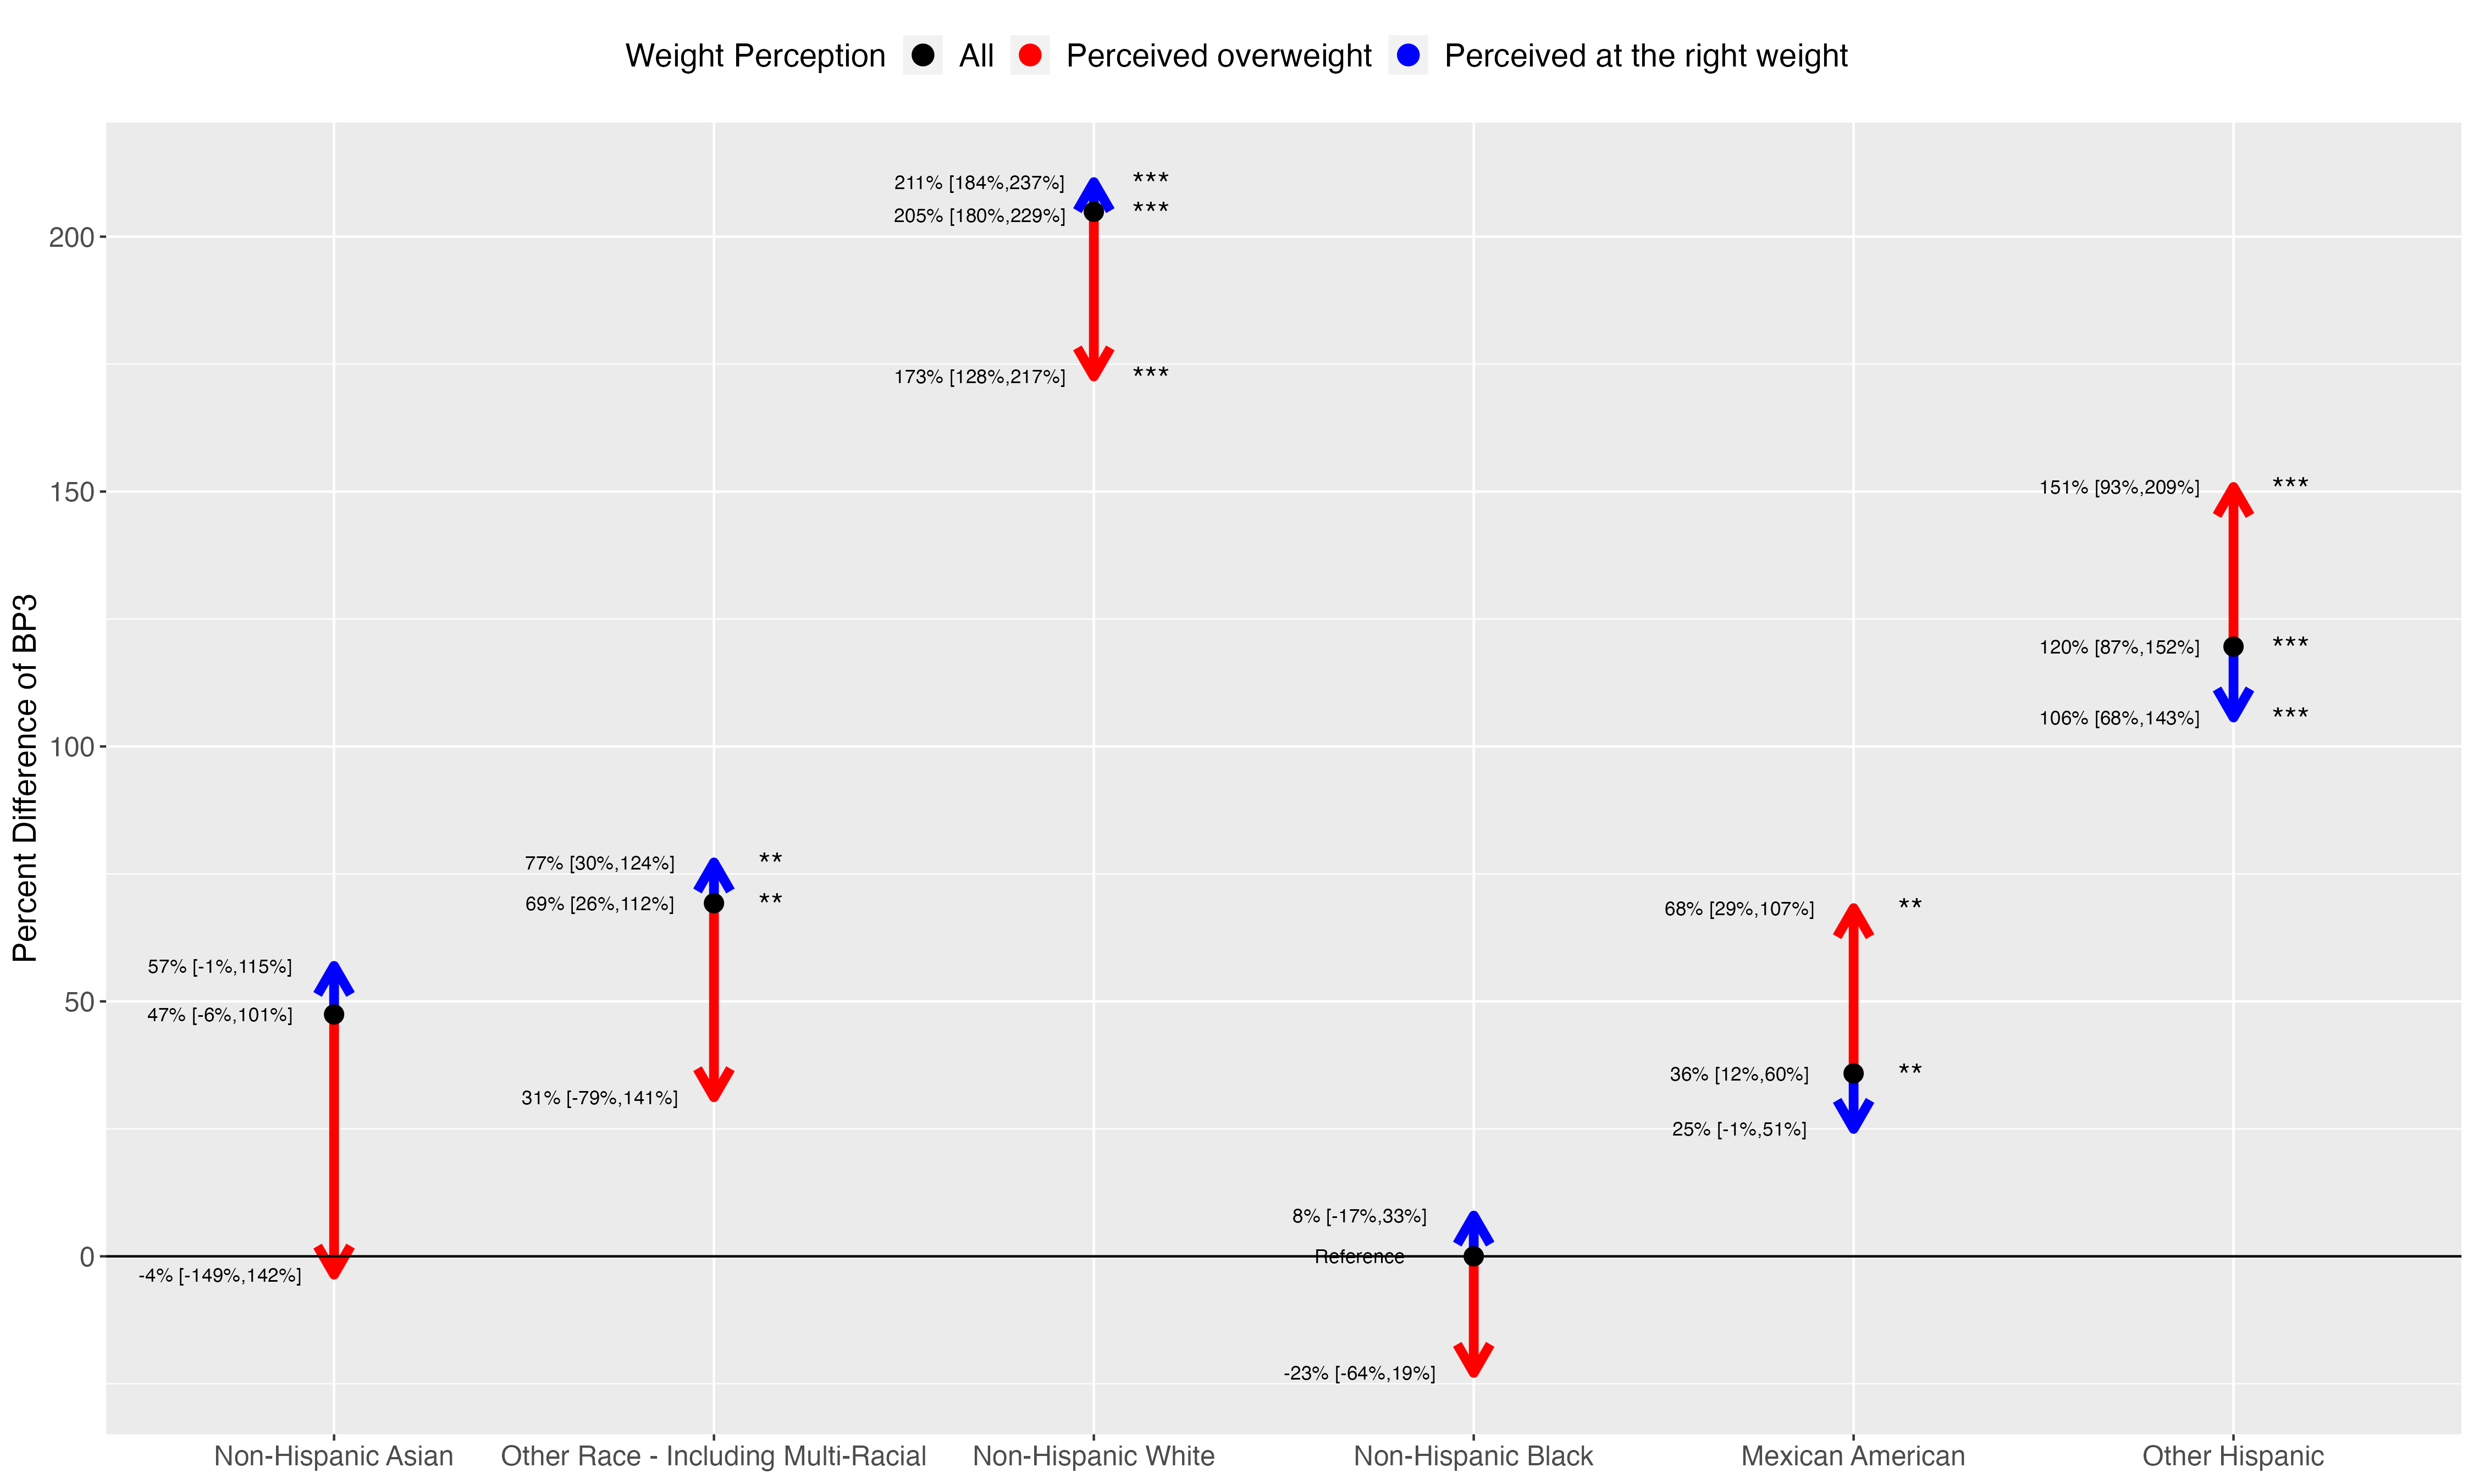 Weight Perception All Perceived overweight Perceived at the right weight
Percent Difference of BP3
200
150
100
50
0
57% [-1%,115%]
47% [-6%,101%]
-4% [-149%,142%]
77% [30%,124%] **
69% [26%,112%] **
31% [-79%,141%]
211% [184%,237%] ***
205% [180%,229%] ***
173% [128%,217%] ***
8% [-17%,33%]
Reference
-23% [-64%,19%]
68% [29%,107%] **
36% [12%,60%] **
25% [-1%,51%]
151% [93%,209%] ***
120% [87%,152%] ***
106% [68%,143%] ***
Non-Hispanic Asian
Other Race - Including Multi-Racial
Non-Hispanic White
Non-Hispanic Black
Mexican American
Other Hispanic